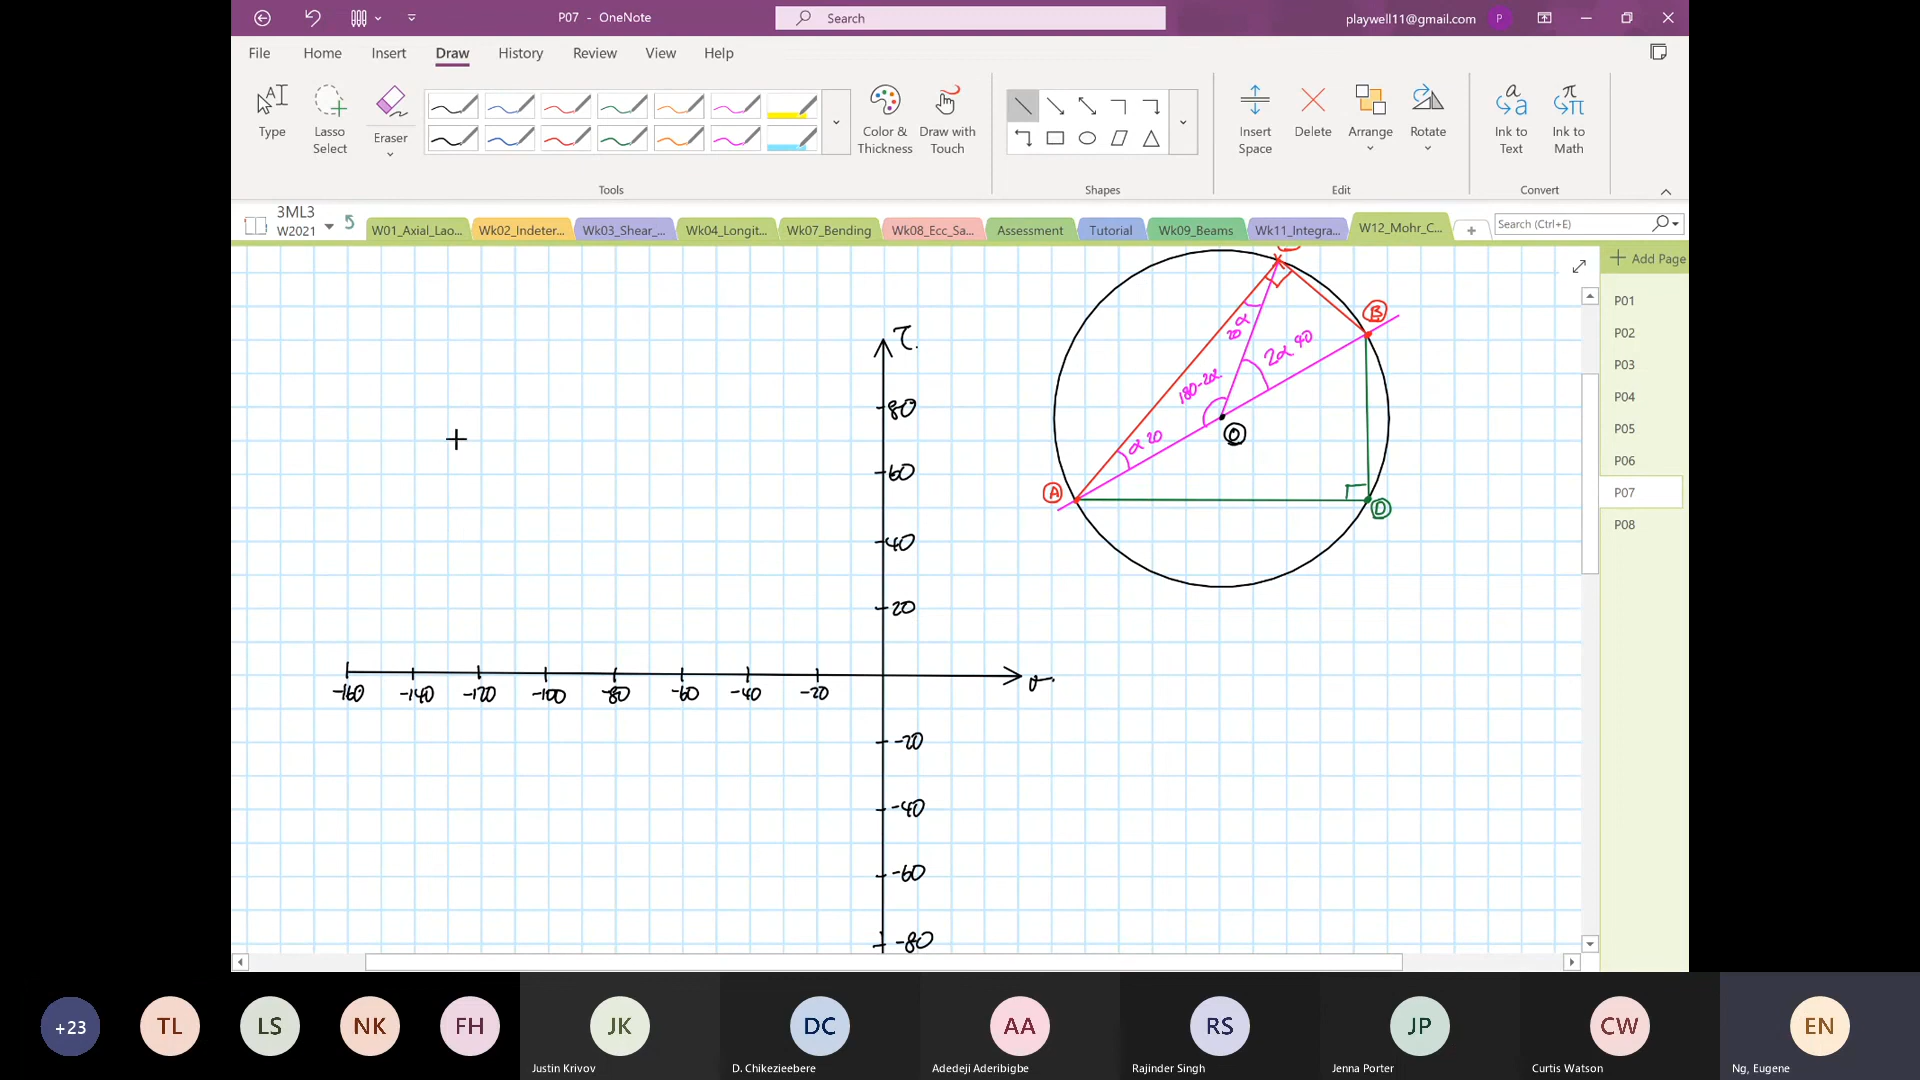 P07 - OneNote
Search
playwell11@gmail.com
P
File
Home
Insert
Draw
History
Review
View
Help
Type
Lasso Select
Eraser
Color & Thickness
Draw with Touch
Insert Space
Delete
Arrange
Rotate
Ink to Text
Ink to Math
Tools
Shapes
Edit
Convert
3ML3
W2021
W01_Axial_Lao...
Wk02_Indeter...
Wk03_Shear_...
Wk04_Longit...
Wk07_Bending
Wk08_Ecc_Sa...
Assessment
Tutorial
Wk09_Beams
Wk11_Integra...
W12_Mohr_C...
Search (Ctrl+E)
Add Page
P01
P02
P03
P04
P05
P06
P07
P08
τ
80
60
40
20
-160
-140
-120
-100
-80
-60
-40
-20
σ
-20
-40
-60
-80
B
20 α
2α 40
180-2α
α 20
O
A
D
+23
TL
LS
NK
FH
JK
DC
AA
RS
JP
CW
EN
Justin Krivov
D. Chikezieebere
Adedeji Aderibigbe
Rajinder Singh
Jenna Porter
Curtis Watson
Ng, Eugene